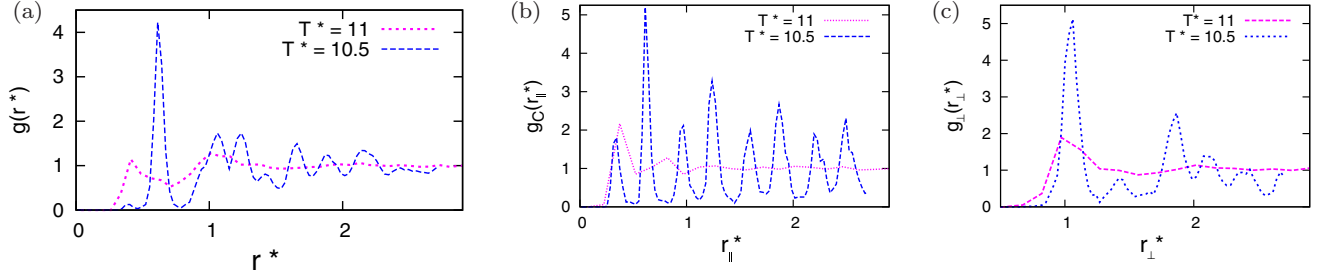 (a)
g(r*)
4
3
2
1
0
T* = 11
T* = 10.5
0 1 2
r*
(b)
g_C(r_∥*)
5
4
3
2
1
0
T* = 11
T* = 10.5
0 1 2
r_∥*
(c)
g_⊥(r_⊥*)
5
4
3
2
1
0
T* = 11
T* = 10.5
1 2
r_⊥*